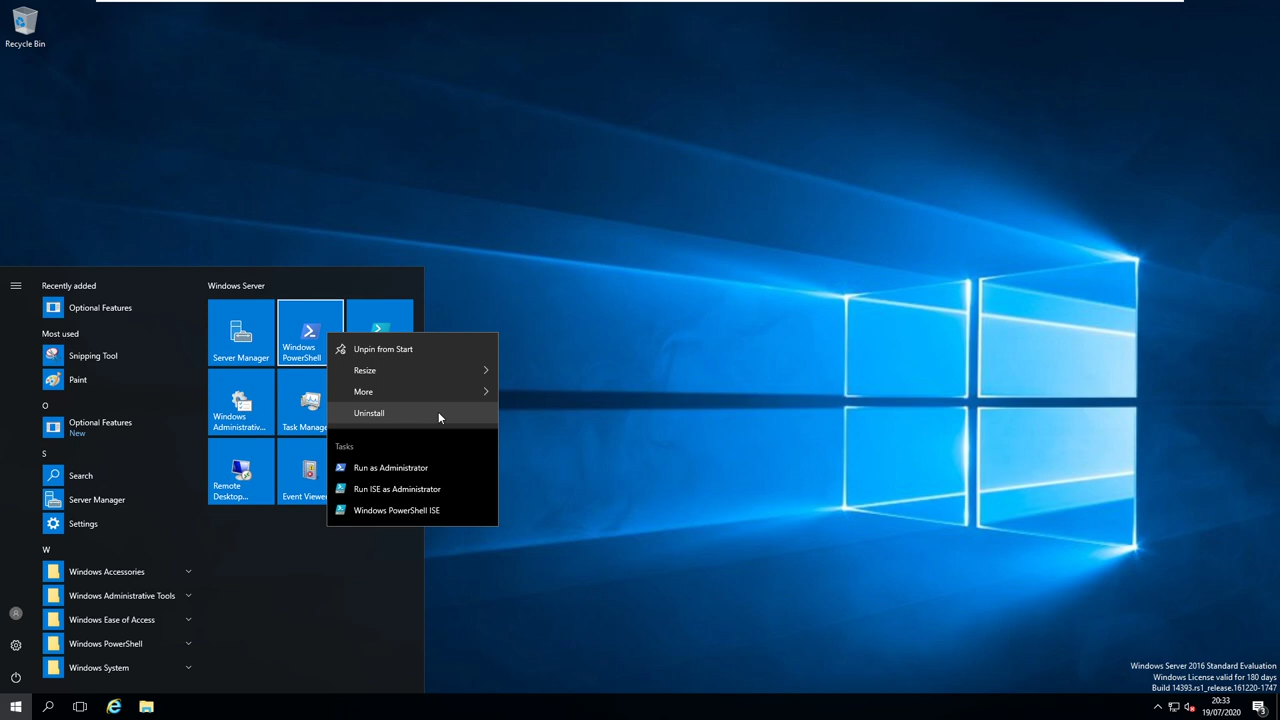 Recycle Bin
Recently added
Optional Features
Most used
Snipping Tool
Paint
O
Optional Features
New
S
Search
Server Manager
Settings
W
Windows Accessories
Windows Administrative Tools
Windows Ease of Access
Windows PowerShell
Windows System
Windows Server
Server Manager
Windows
PowerShell
Windows
Administrativ...
Task Manage
Remote
Desktop...
Event Viewe
Unpin from Start
Resize
More
Uninstall
Tasks
Run as Administrator
Run ISE as Administrator
Windows PowerShell ISE
Windows Server 2016 Standard Evaluation
Windows License valid for 180 days
Build 14393.rs1_release.161220-1747
20:33
19/07/2020
3